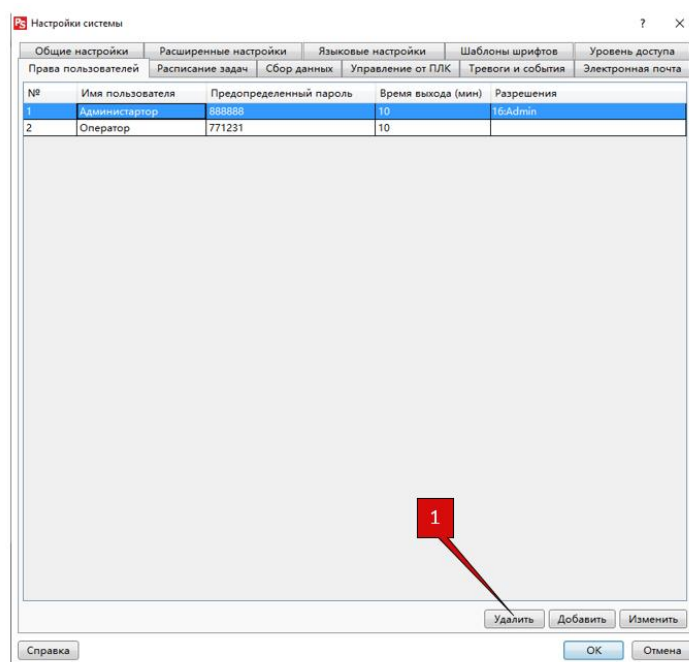 PS Настройки системы ? ×
Общие настройки Расширенные настройки Языковые настройки Шаблоны шрифтов Уровень доступа
Права пользователей Расписание задач Сбор данных Управление от ПЛК Тревоги и события Электронная почта
№ Имя пользователя Предопределенный пароль Время выхода (мин) Разрешения
1 Администартор 888888 10 16:Admin
2 Оператор 771231 10
1
Удалить Добавить Изменить
Справка OK Отмена